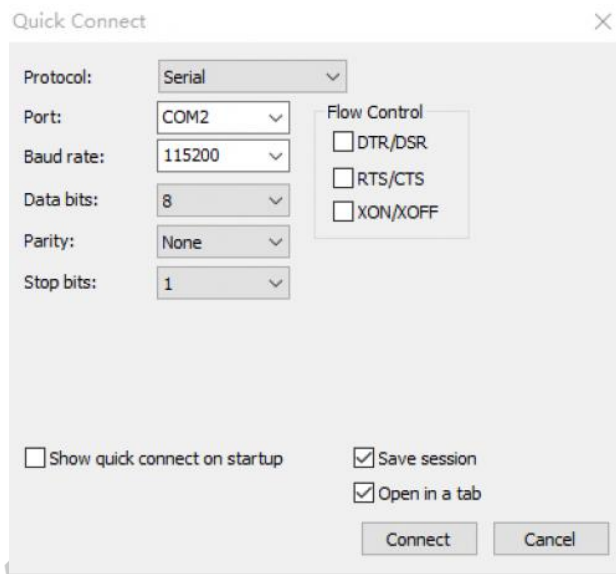 Quick Connect
Protocol: Serial
Port: COM2
Flow Control
DTR/DSR
Baud rate: 115200
RTS/CTS
Data bits: 8
XON/XOFF
Parity: None
Stop bits: 1
Show quick connect on startup
Save session
Open in a tab
Connect Cancel